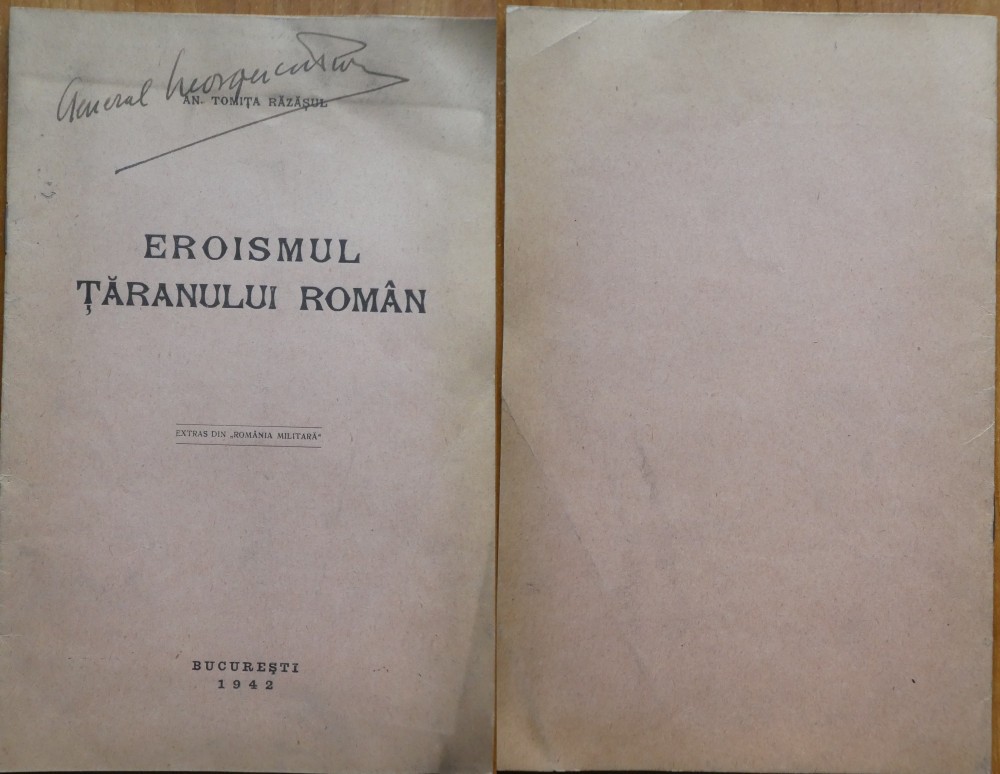 General
AN. TOMIȚA RĂZĂȘUL
EROISMUL
ȚĂRANULUI ROMÂN
EXTRAS DIN „ROMÂNIA MILITARĂ"
BUCUREȘTI
1942